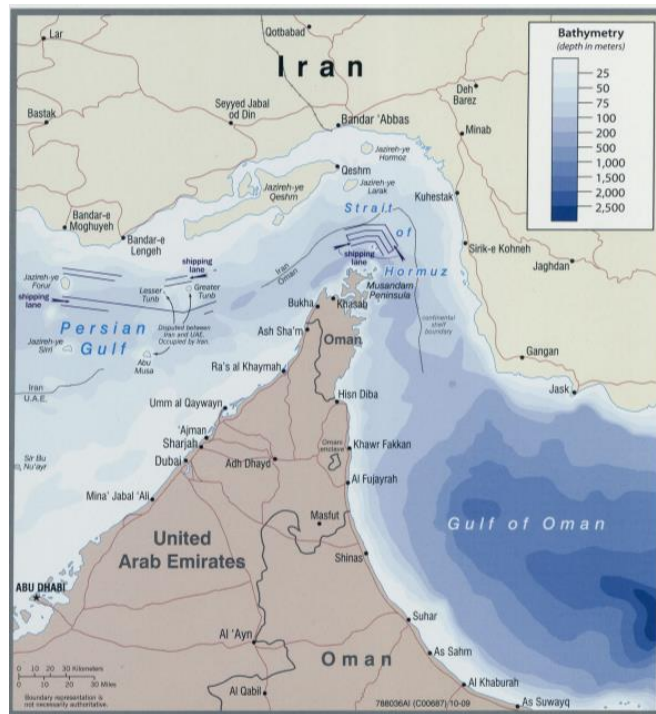 Lar
Qotbabad
Iran
Bathymetry
(depth in meters)
25
50
75
100
200
500
1,000
1,500
2,000
2,500
Deh
Barez
Bastak
Seyyed Jabal
od Din
Bandar 'Abbas
Minab
Jazireh-ye
Hormoz
Qeshm
Jazireh-ye
Larak
Jazireh-ye
Qeshm
Kuhestak
Bandar-e
Moghuyeh
Bandar-e
Lengeh
Strait
of
Hormuz
Sirik-e Kohneh
Jaghdan
shipping
lane
shipping
lane
Iran
Oman
Jazireh-ye
Forur
Lesser
Tunb
Greater
Tunb
shipping
lane
Musandam
Peninsula
Bukha
Khasab
Persian
Gulf
Disputed between
Iran and UAE.
Occupied by Iran.
Ash Sha'm
Oman
continental
shelf
boundary
Jazireh-ye
Sirri
Abu
Musa
Gangan
Ra's al Khaymah
Iran
U.A.E.
Jask
Umm al Qaywayn
Hisn Diba
'Ajman
Sharjah
Dubai
Omani
enclave
Khawr Fakkan
Sir Bu
Nu'ayr
Adh Dhayd
Al Fujayrah
Mina' Jabal 'Ali
Masfut
Gulf of Oman
United
Arab Emirates
Shinas
ABU DHABI
Suhar
Al 'Ayn
As Sahm
Oman
0 10 20 30 Kilometers
0 10 20 30 Miles
Al Khaburah
Al Qabil
Boundary representation is
not necessarily authoritative.
788036AI (C00687) 10-09
As Suwayq